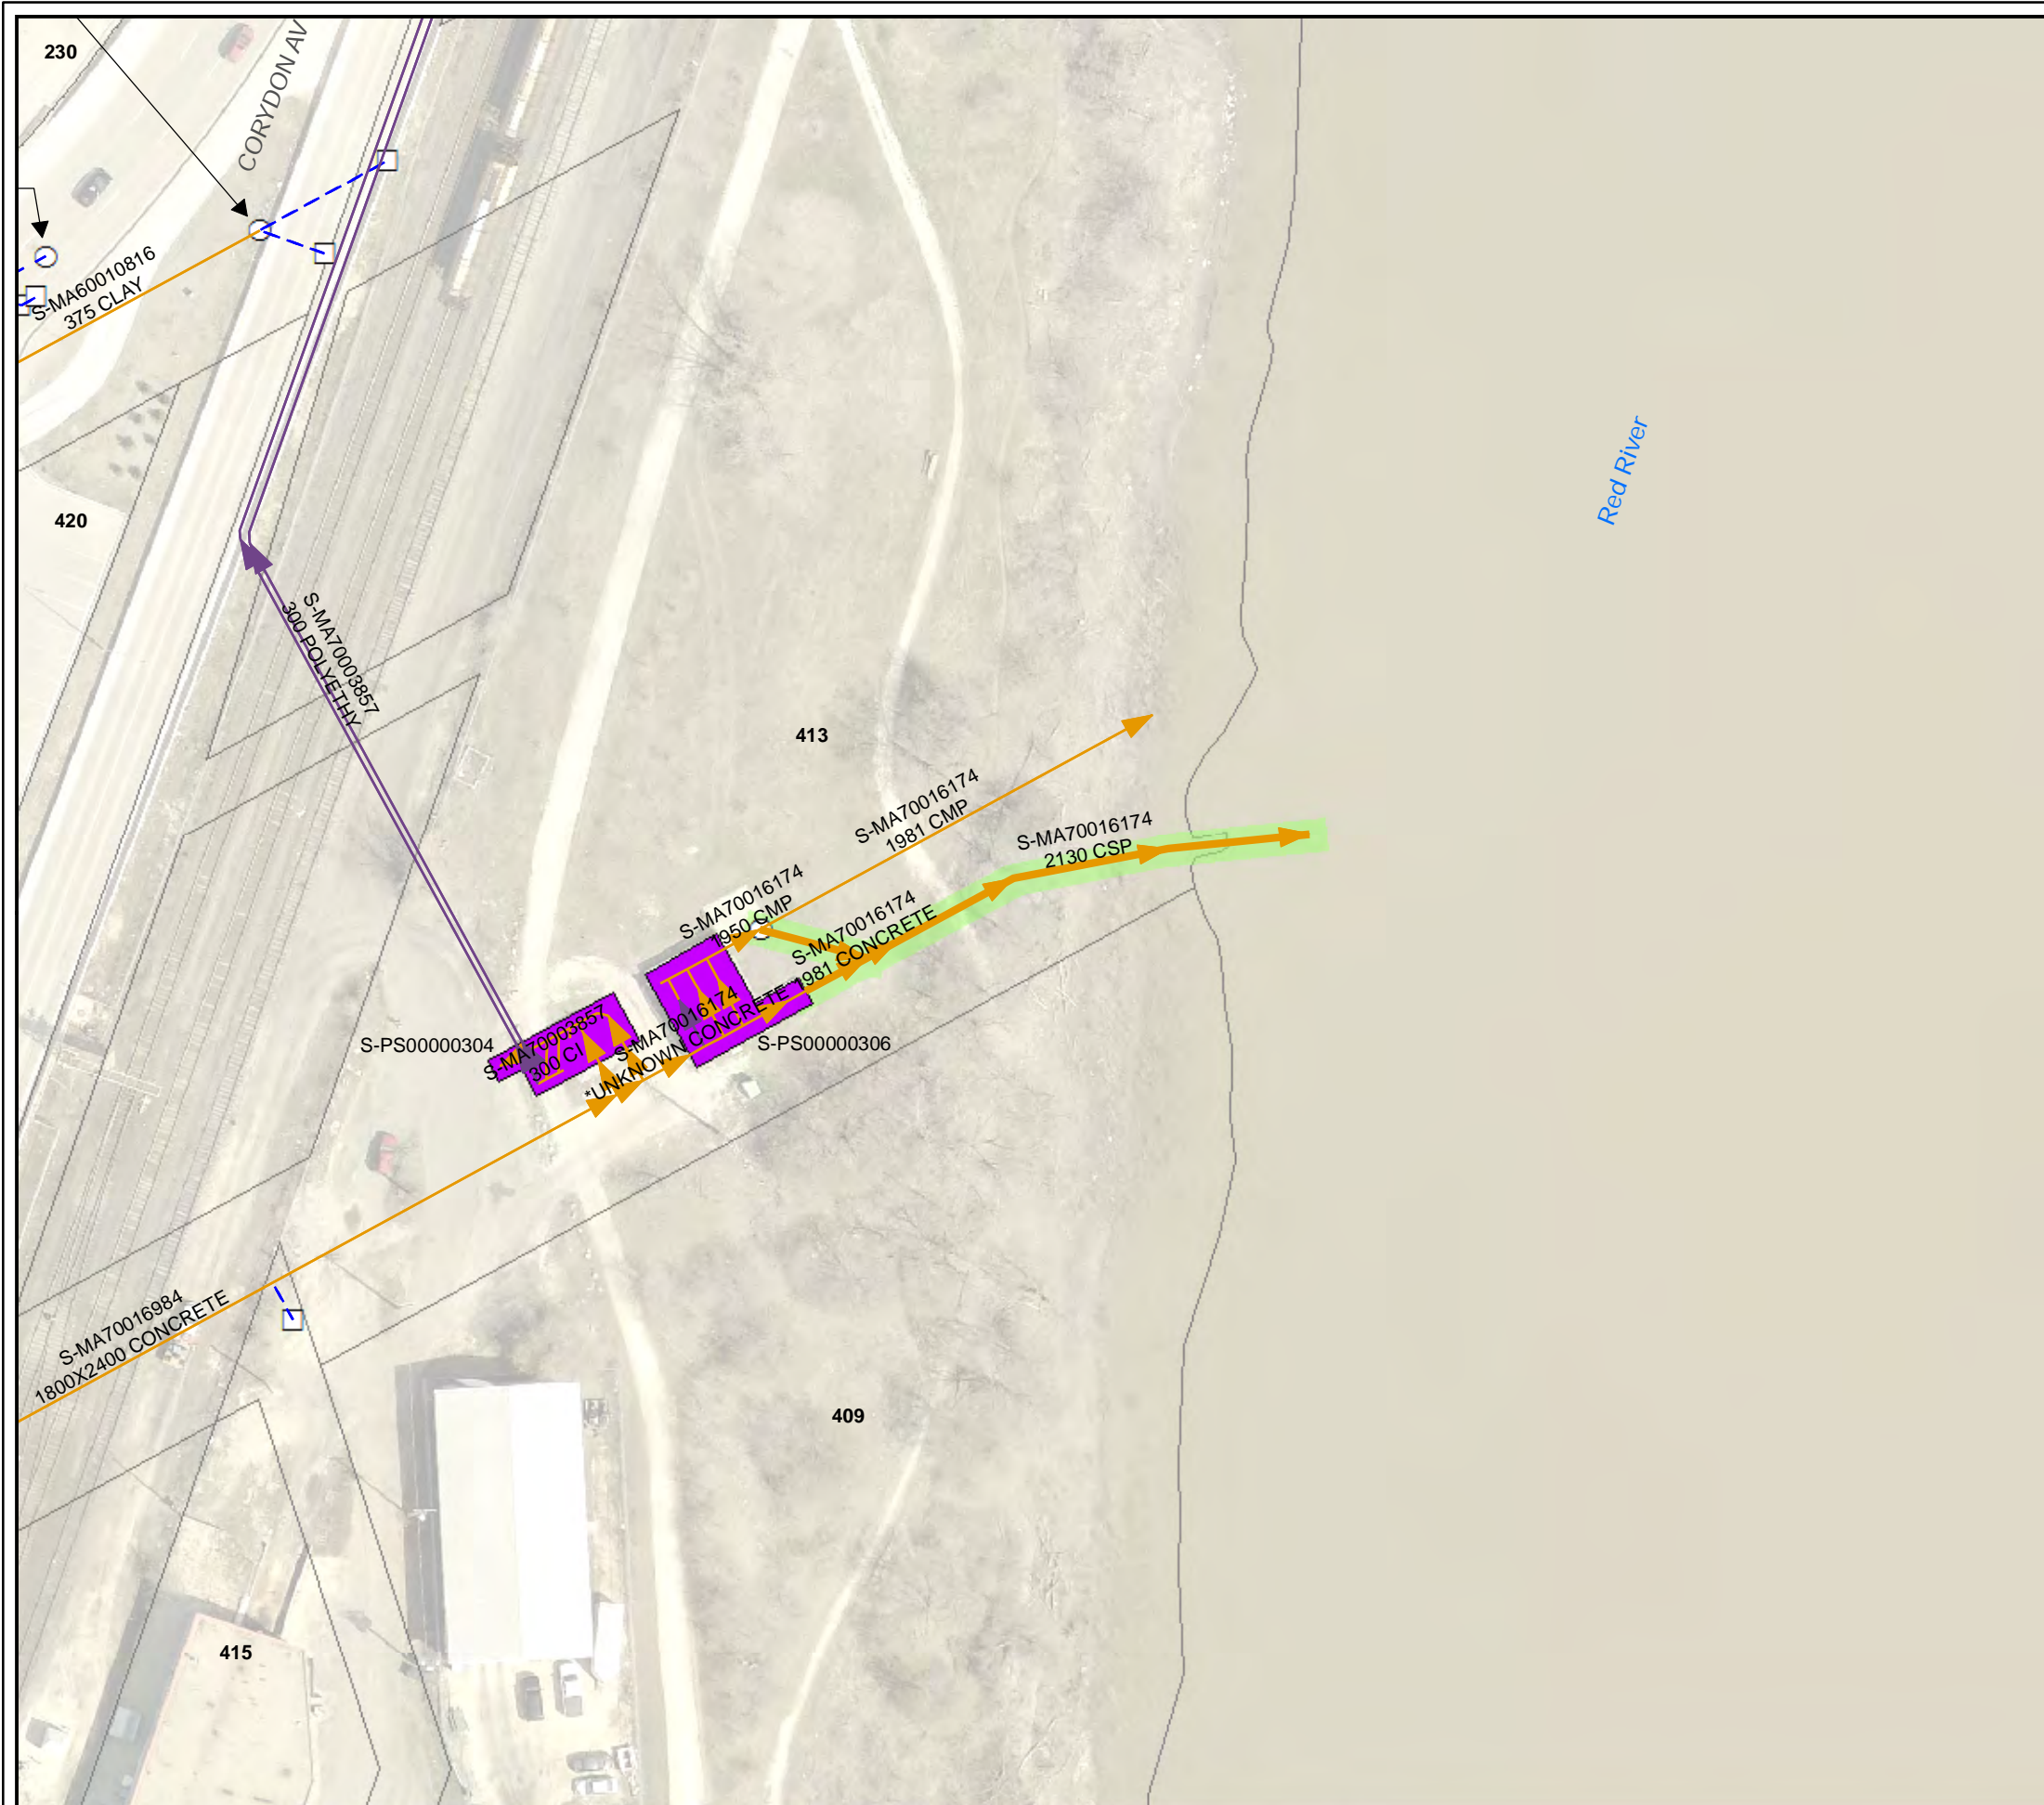 230
CORYDON AV
S-MA60010816
375 CLAY
420
Red River
S-MA70003857
300 POLYETHY
413
S-MA70016174
1981 CMP
S-MA70016174
2130 CSP
S-MA70016174
1950 CMP
S-MA70016174
1981 CONCRETE
S-MA70016174
*UNKNOWN CONCRETE
S-PS00000304
S-MA70003857
300 CI
S-PS00000306
S-MA70016984
1800X2400 CONCRETE
409
415